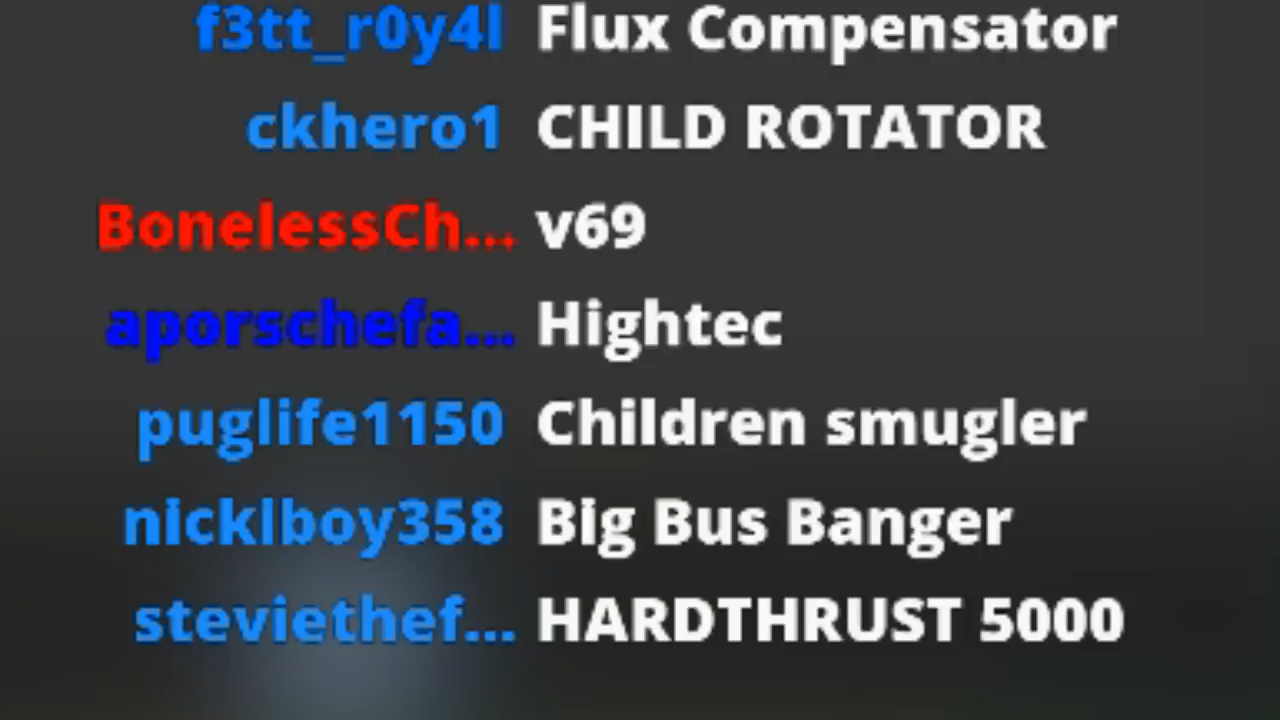 f3tt_r0y4l Flux Compensator
ckhero1 CHILD ROTATOR
BonelessCh... v69
aporschefa... Hightec
puglife1150 Children smugler
nicklboy358 Big Bus Banger
steviethef... HARDTHRUST 5000